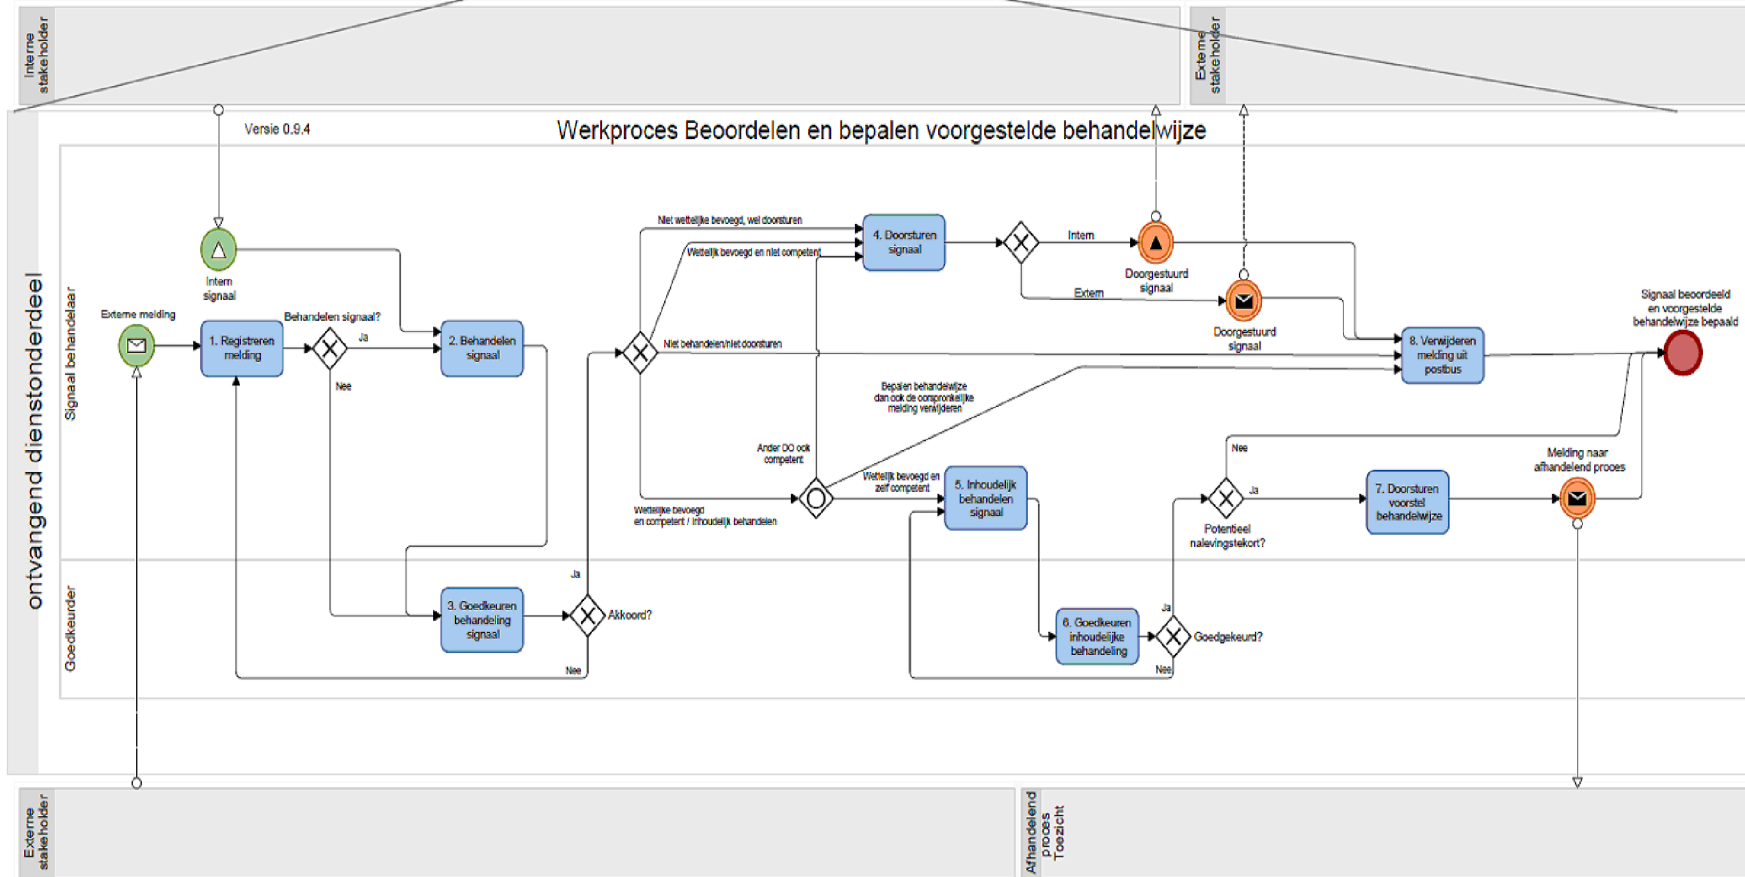 Interne
stakeholder
Externe
stakeholder
Versie 0.9.4
Werkproces Beoordelen en bepalen voorgestelde behandelwijze
ontvangend dienstonderdeel
Signaal behandelaar
Goedkeurder
Intern
signaal
Externe melding
1. Registreren
melding
Behandelen signaal?
Ja
Nee
2. Behandelen
signaal
3. Goedkeuren
behandeling
signaal
Akkoord?
Ja
Nee
Niet wettelijke bevoegd, wel doorsturen
Wettelijk bevoegd en niet competent
Niet behandelen/niet doorsturen
Wettelijke bevoegd
en competent / inhoudelijk behandelen
4. Doorsturen
signaal
Intern
Extern
Doorgestuurd
signaal
Doorgestuurd
signaal
Bepalen behandelwijze
dan ook de oorspronkelijke
melding verwijderen
Ander DO ook
competent
Wettelijk bevoegd en
zelf competent
5. Inhoudelijk
behandelen
signaal
6. Goedkeuren
inhoudelijke
behandeling
Goedgekeurd?
Ja
Nee
Potentieel
nalevingstekort?
Nee
Ja
7. Doorsturen
voorstel
behandelwijze
Melding naar
afhandelend proces
8. Verwijderen
melding uit
postbus
Signaal beoordeeld
en voorgestelde
behandelwijze bepaald
Externe
stakeholder
Afhandelend
proces
Toezicht